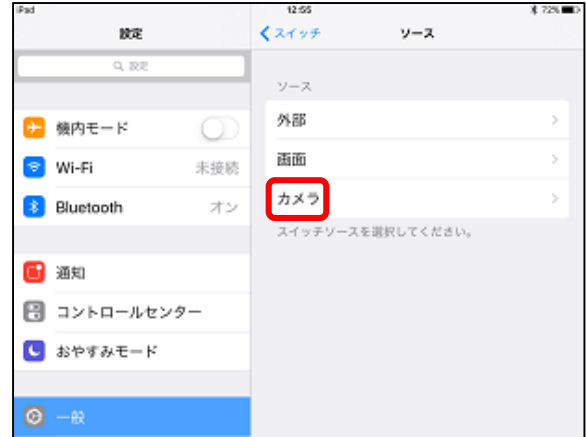 iPad 12:55 72%
設定
スイッチ ソース
設定
ソース
機内モード
外部
Wi-Fi 未接続
画面
Bluetooth オン
カメラ
スイッチソースを選択してください。
通知
コントロールセンター
おやすみモード
一般